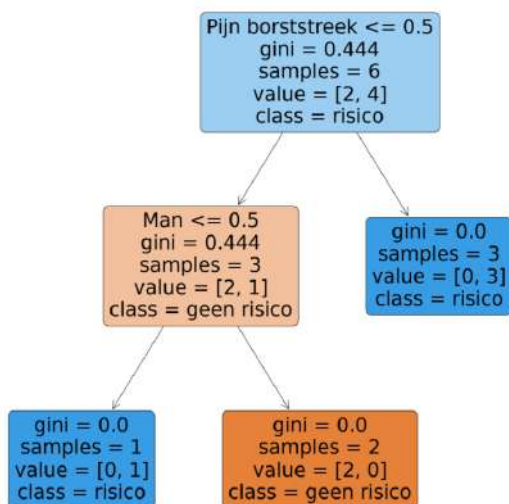 Pijn borststreek <= 0.5
gini = 0.444
samples = 6
value = [2, 4]
class = risico
Man <= 0.5
gini = 0.444
samples = 3
value = [2, 1]
class = geen risico
gini = 0.0
samples = 3
value = [0, 3]
class = risico
gini = 0.0
samples = 1
value = [0, 1]
class = risico
gini = 0.0
samples = 2
value = [2, 0]
class = geen risico